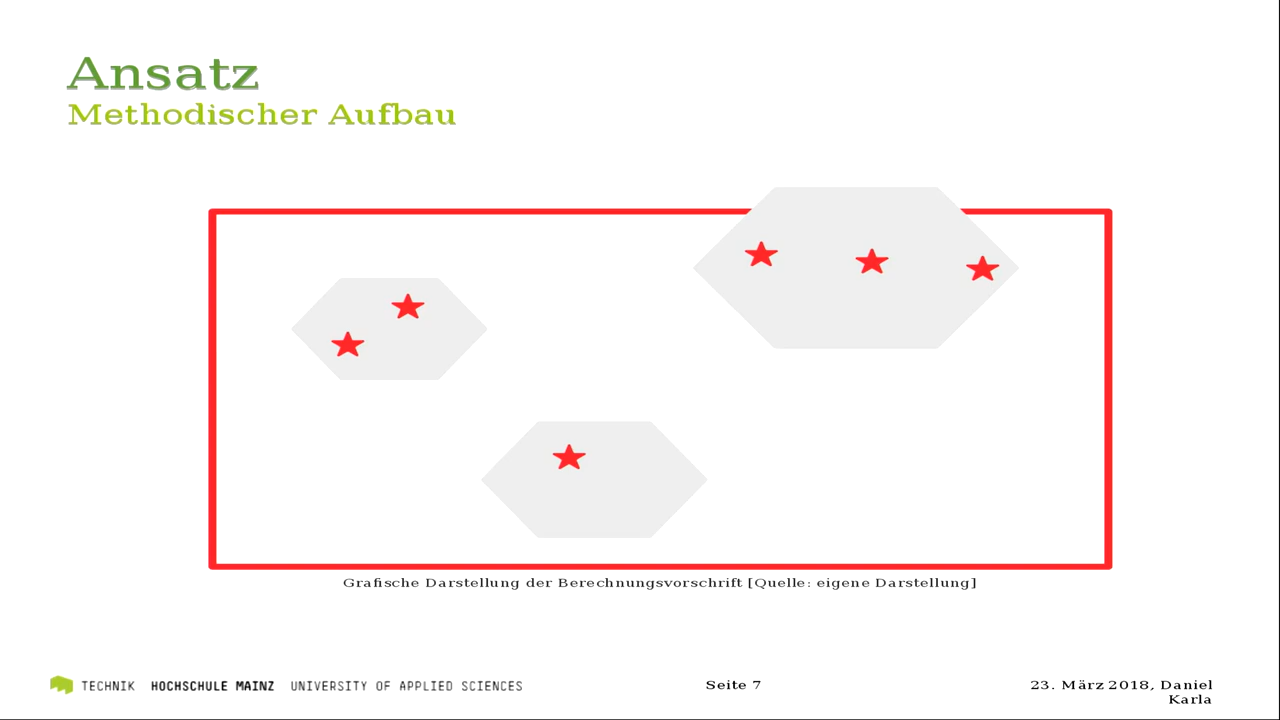 Ansatz
Methodischer Aufbau
Grafische Darstellung der Berechnungsvorschrift [Quelle: eigene Darstellung]
TECHNIK HOCHSCHULE MAINZ UNIVERSITY OF APPLIED SCIENCES
Seite 7
23. März 2018, Daniel
Karla